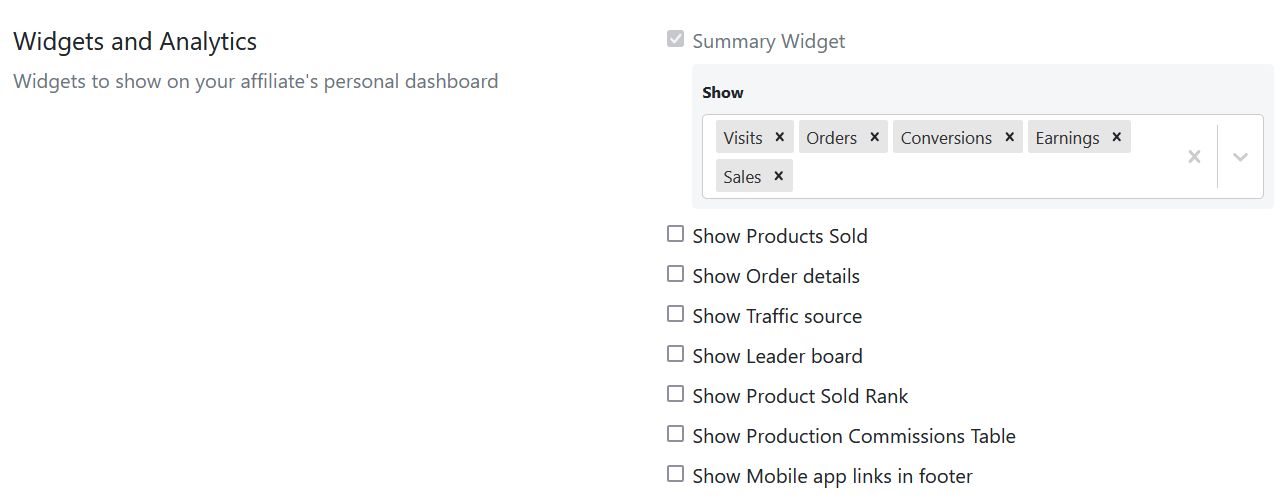 Widgets and Analytics
Widgets to show on your affiliate's personal dashboard
Summary Widget
Show
Visits Orders Conversions Earnings
Sales
Show Products Sold
Show Order details
Show Traffic source
Show Leader board
Show Product Sold Rank
Show Production Commissions Table
Show Mobile app links in footer